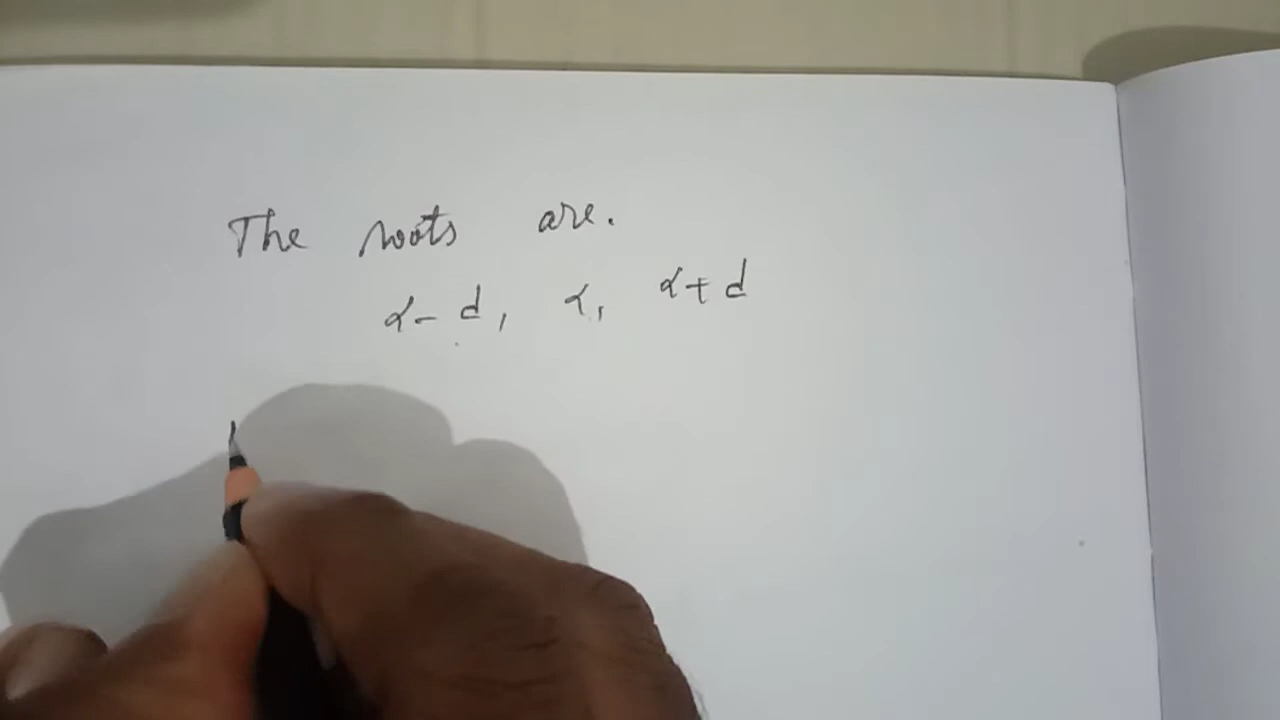 The roots are.
α - d, α, α + d